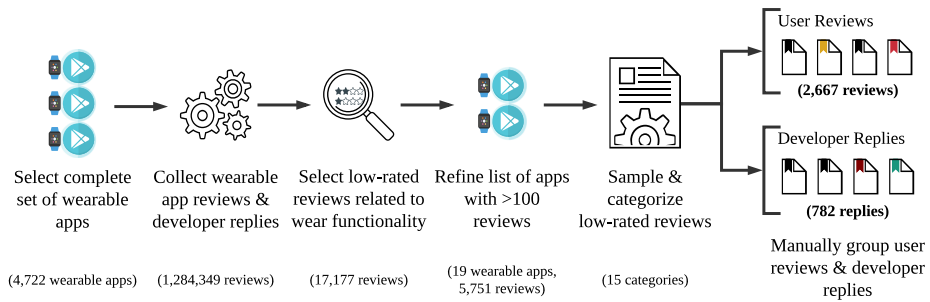 Select complete
set of wearable
apps
(4,722 wearable apps)
Collect wearable
app reviews &
developer replies
(1,284,349 reviews)
Select low-rated
reviews related to
wear functionality
(17,177 reviews)
Refine list of apps
with >100
reviews
(19 wearable apps,
5,751 reviews)
Sample &
categorize
low-rated reviews
(15 categories)
User Reviews
(2,667 reviews)
Developer Replies
(782 replies)
Manually group user
reviews & developer
replies